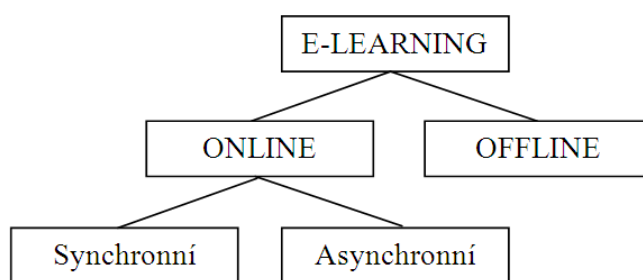 E-LEARNING
ONLINE
OFFLINE
Synchronní
Asynchronní